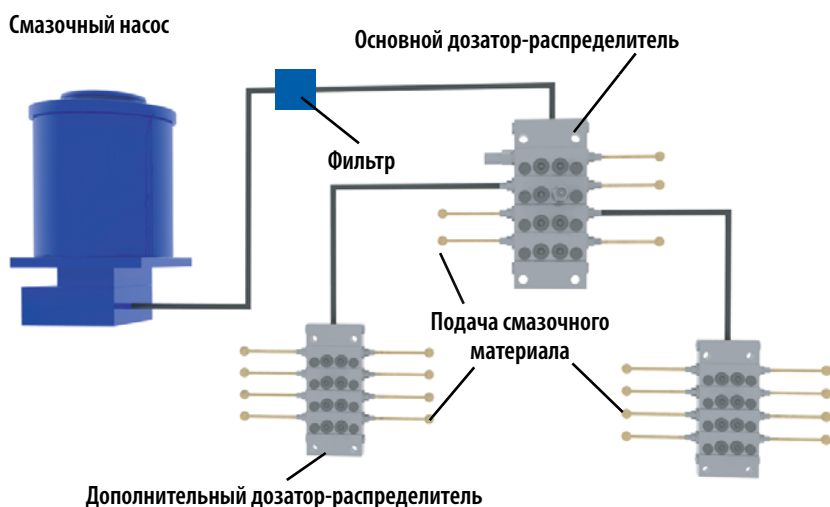 Смазочный насос
Основной дозатор-распределитель
Фильтр
Подача смазочного
материала
Дополнительный дозатор-распределитель